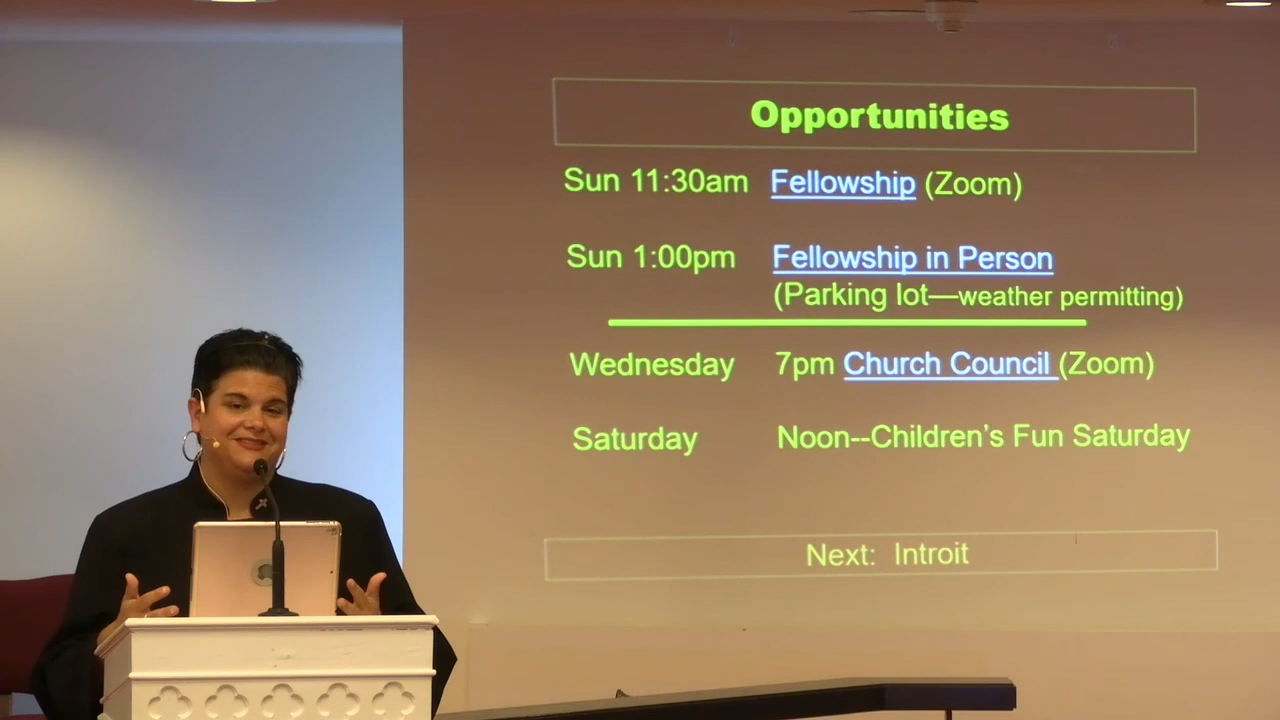 Opportunities
Sun 11:30am Fellowship (Zoom)
Sun 1:00pm Fellowship in Person
(Parking lot—weather permitting)
Wednesday 7pm Church Council (Zoom)
Saturday Noon--Children’s Fun Saturday
Next: Introit